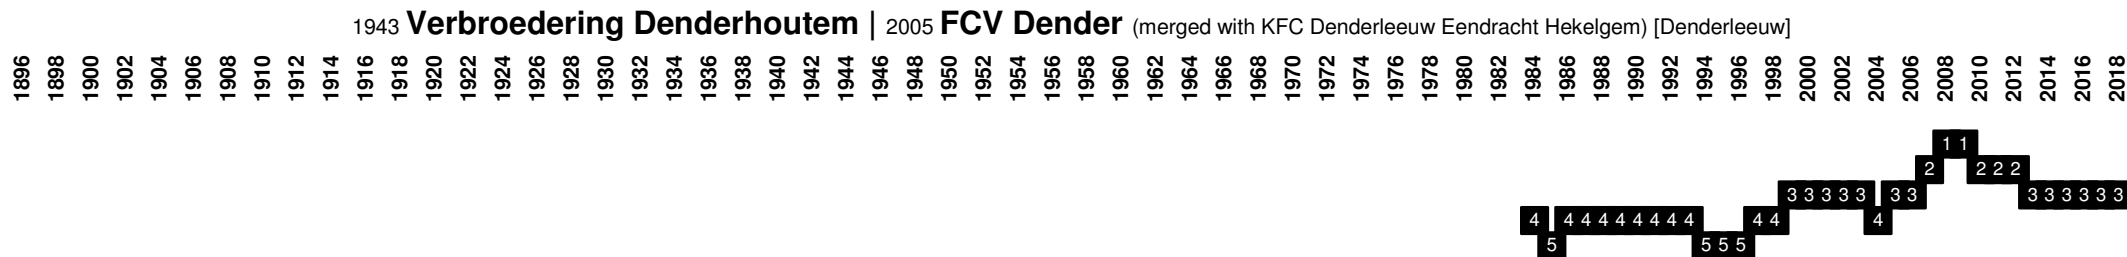 1943 Verbroedering Denderhoutem | 2005 FCV Dender (merged with KFC Denderleeuw Eendracht Hekelgem) [Denderleeuw]
1896 1898 1900 1902 1904 1906 1908 1910 1912 1914 1916 1918 1920 1922 1924 1926 1928 1930 1932 1934 1936 1938 1940 1942 1944 1946 1948 1950 1952 1954 1956 1958 1960 1962 1964 1966 1968 1970 1972 1974 1976 1978 1980 1982 1984 1986 1988 1990 1992 1994 1996 1998 2000 2002 2004 2006 2008 2010 2012 2014 2016 2018
1 1
2 2 2 2
3 3 3 3 3 3 3 3 3 3 3 3 3
4 4 4 4 4 4 4 4 4 4 4 4
5 5 5 5